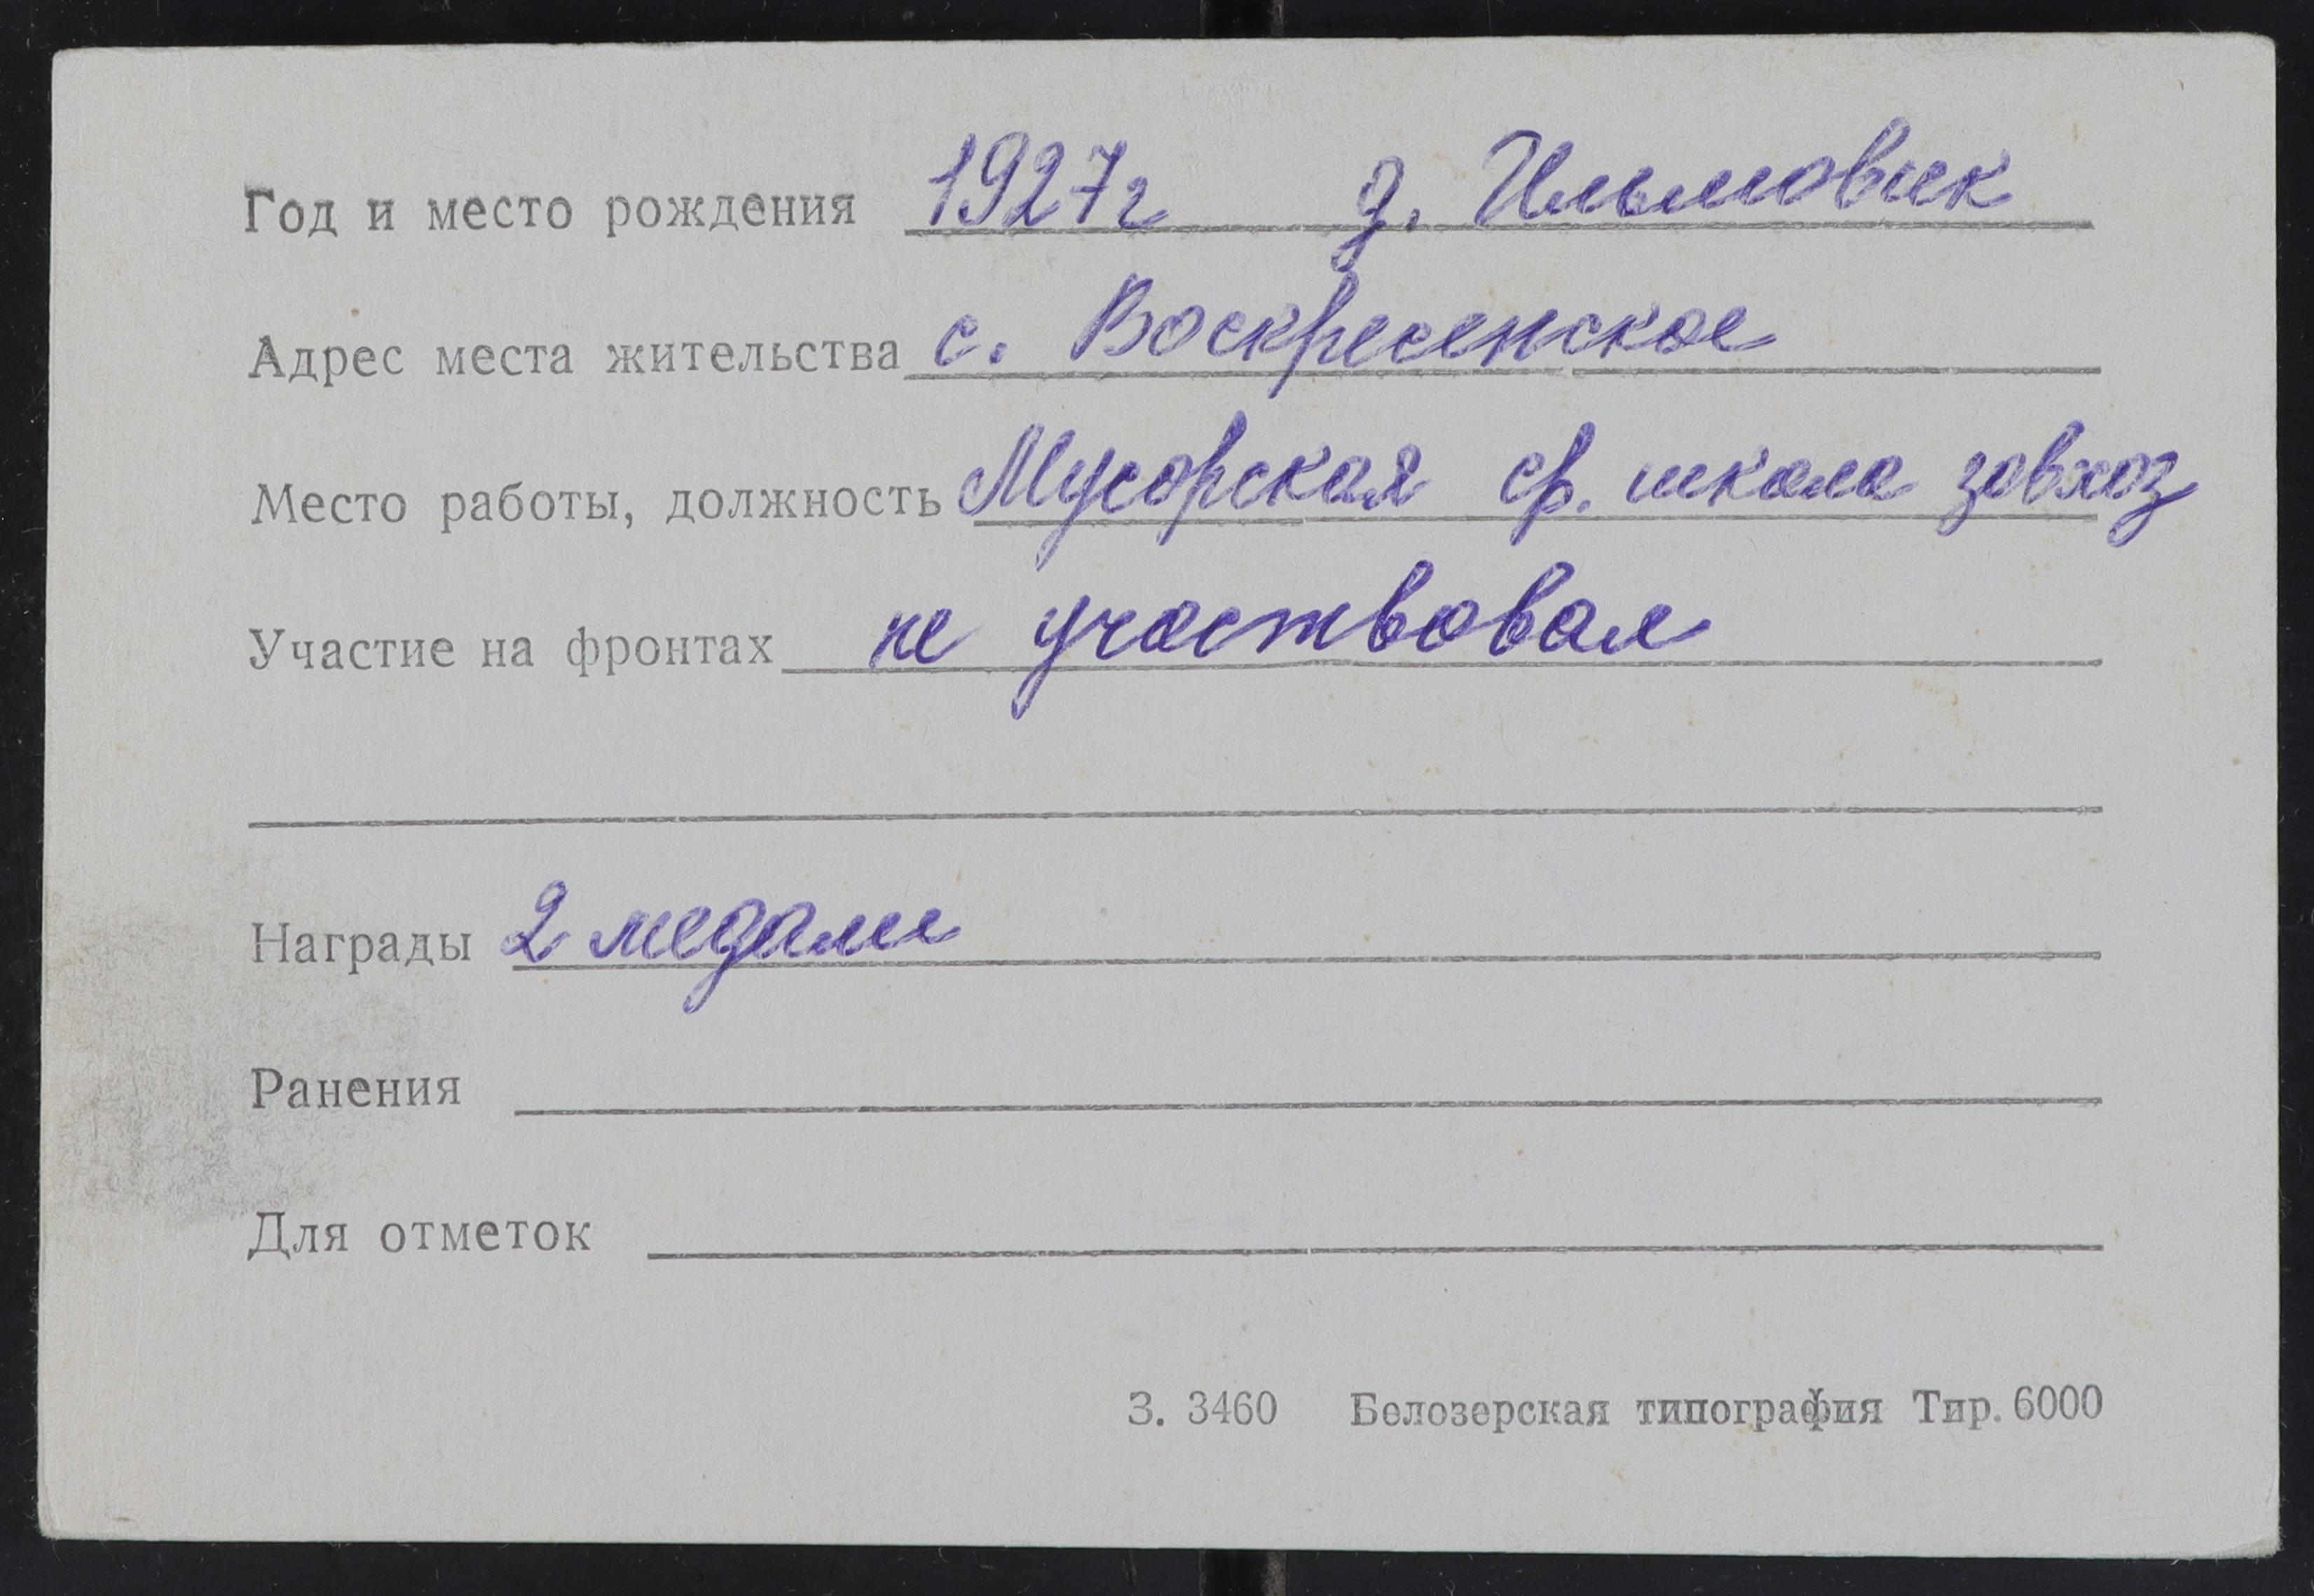 Год и место рождения 1927г д. Ильмовик
Адрес места жительства с. Воскресенское
Место работы, должность Мусорская ср. школа завхоз
Участие на фронтах не участвовал
Награды 2 медали
Ранения
Для отметок
З. 3460 Белозерская типография Тир. 6000